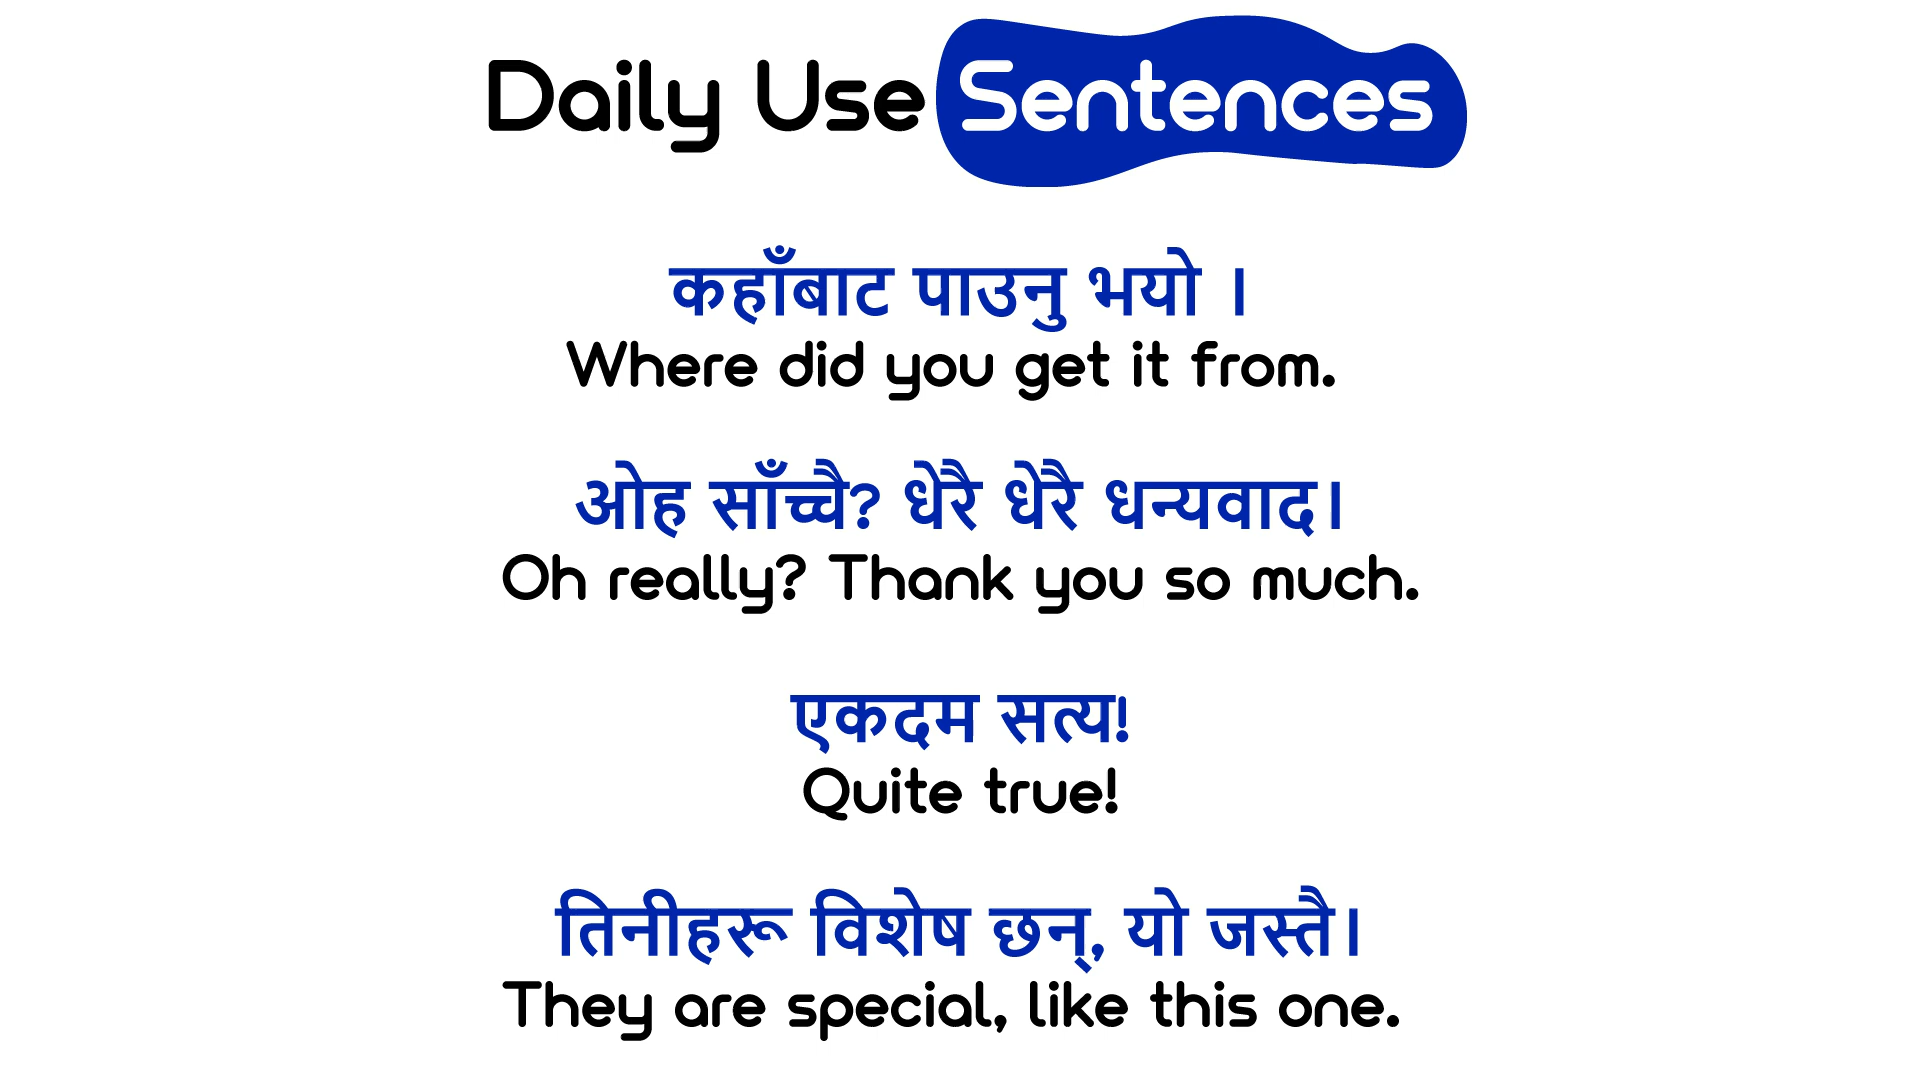 Daily Use Sentences
कहाँबाट पाउनु भयो ।
Where did you get it from.
ओह साँच्चै? धेरै धेरै धन्यवाद।
Oh really? Thank you so much.
एकदम सत्य!
Quite true!
तिनीहरू विशेष छन्, यो जस्तै।
They are special, like this one.